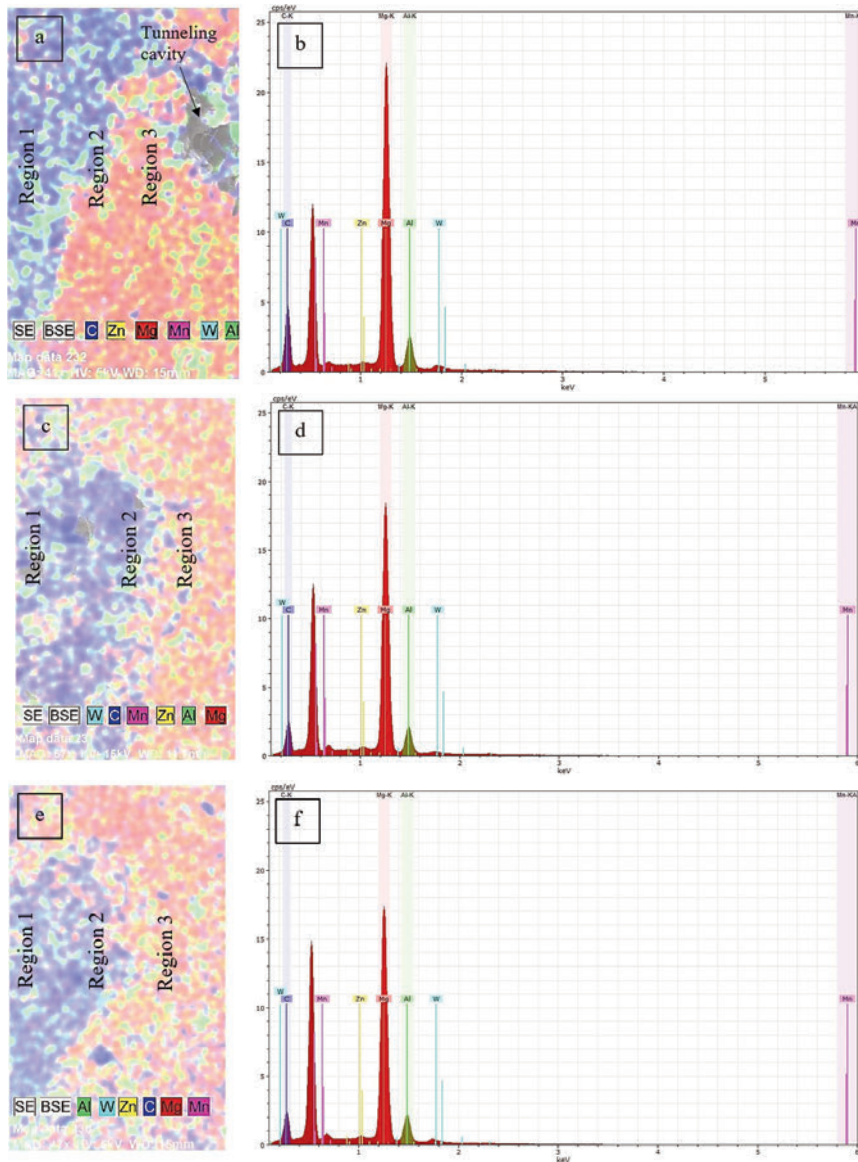 a
Tunneling
cavity
Region 1
Region 2
Region 3
SE BSE C Zn Mg Mn W Al
Map data 232
b
cps/eV
C-K Mg-K Al-K
25
20
15
10
5
0
W
C Mn Zn Mg Al W
1 2 3 4 5
keV
c
Region 1
Region 2
Region 3
SE BSE W C Mn Zn Al Mg
d
cps/eV
C-K Mg-K Al-K Mn-KA
25
20
15
10
5
0
W
C Mn Zn Mg Al W Mn
1 2 3 4 5 6
keV
e
Region 1
Region 2
Region 3
SE BSE Al W Zn C Mg Mn
f
cps/eV
C-K Mg-K Al-K Mn-KA
25
20
15
10
5
0
W
C Mn Zn Mg Al W Mn
1 2 3 4 5 6
keV